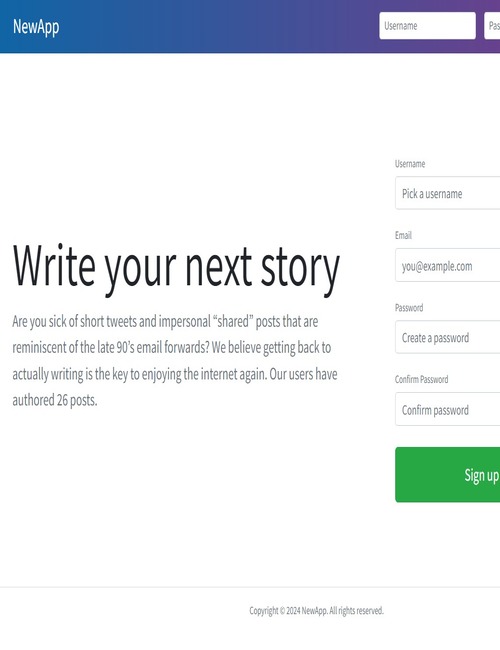 NewApp
Username
Pas
Write your next story
Are you sick of short tweets and impersonal “shared” posts that are
reminiscent of the late 90’s email forwards? We believe getting back to
actually writing is the key to enjoying the internet again. Our users have
authored 26 posts.
Username
Pick a username
Email
you@example.com
Password
Create a password
Confirm Password
Confirm password
Sign up
Copyright © 2024 NewApp. All rights reserved.